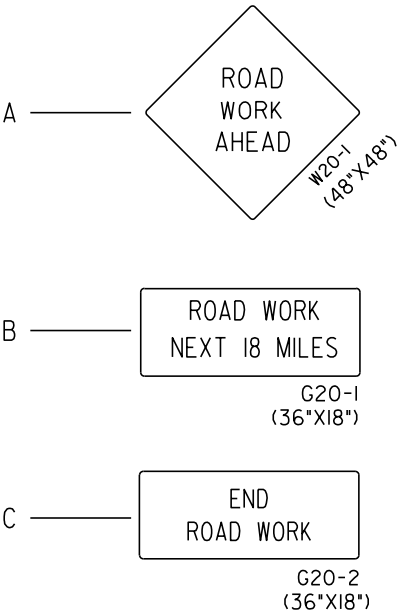 A
ROAD
WORK
AHEAD
W20-1
(48"X48")
B
ROAD WORK
NEXT 18 MILES
G20-1
(36"X18")
C
END
ROAD WORK
G20-2
(36"X18")